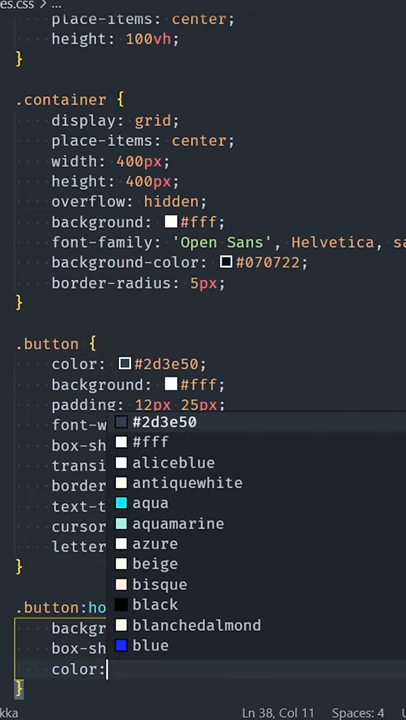 es.css > ...
place-items: center;
height: 100vh;
}
.container {
display: grid;
place-items: center;
width: 400px;
height: 400px;
overflow: hidden;
background: #fff;
font-family: 'Open Sans', Helvetica, sa
background-color: #070722;
border-radius: 5px;
}
.button {
color: #2d3e50;
background: #fff;
padding: 12px 25px;
font-w
box-sh
transi
border
text-t
cursor
letter
}
#2d3e50
#fff
aliceblue
antiquewhite
aqua
aquamarine
azure
beige
bisque
black
blanchedalmond
blue
.button:ho
backgr
box-sh
color:
}
kka
Ln 38, Col 11
Spaces: 4